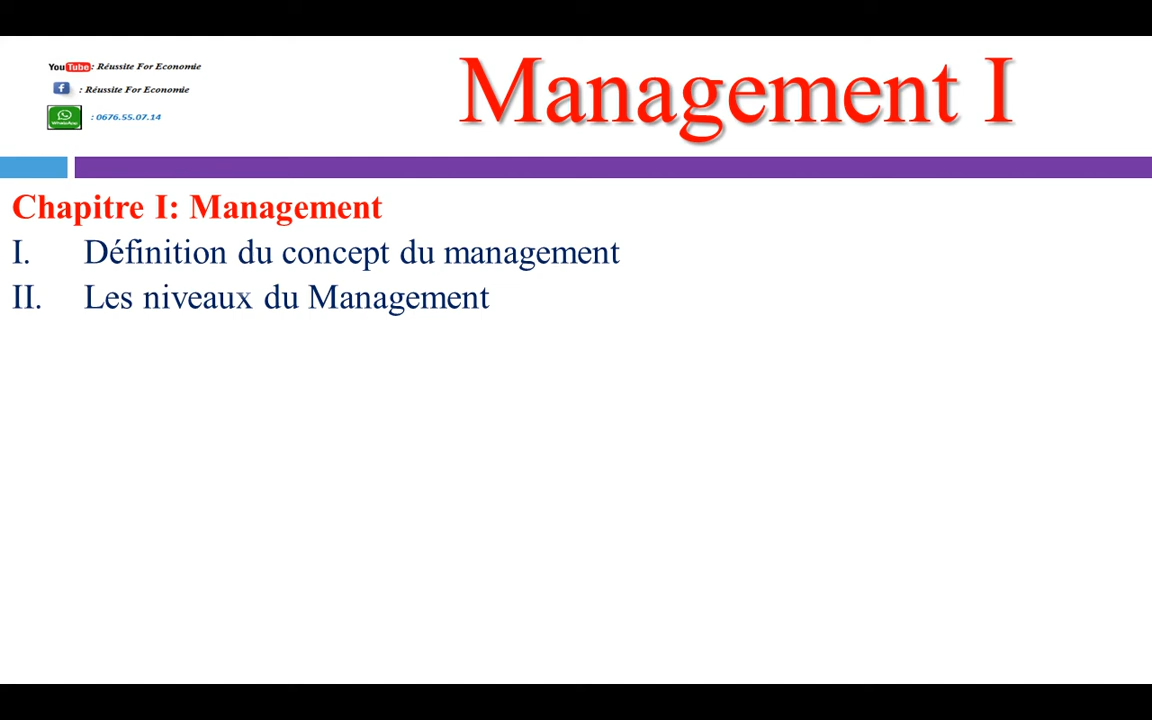 YouTube : Réussite For Economie
: Réussite For Economie
WhatsApp : 0676.55.07.14
Management I
Chapitre I: Management
I. Définition du concept du management
II. Les niveaux du Management